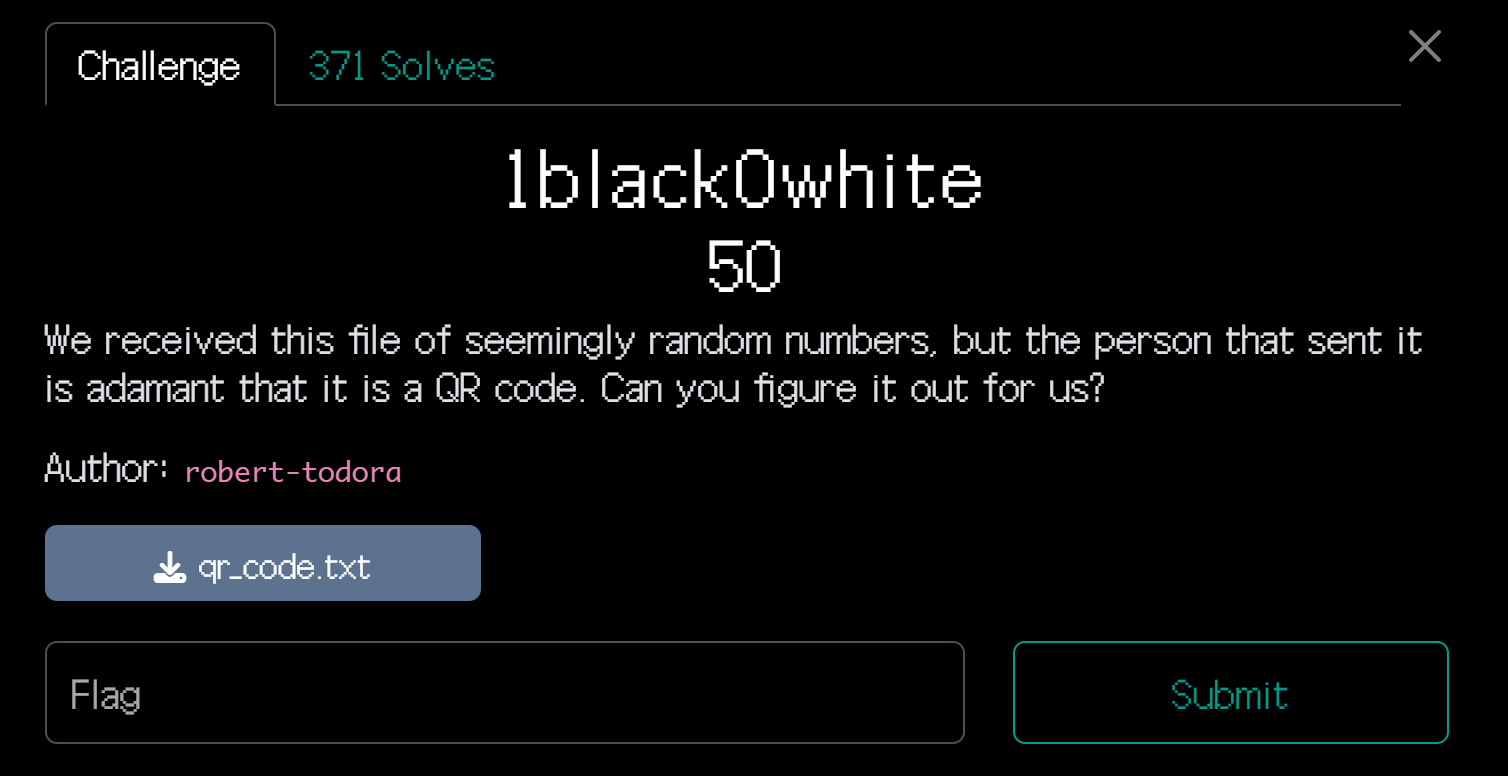 Challenge
371 Solves
1black0white
50
We received this file of seemingly random numbers, but the person that sent it
is adamant that it is a QR code. Can you figure it out for us?
Author: robert-todora
qr_code.txt
Flag
Submit